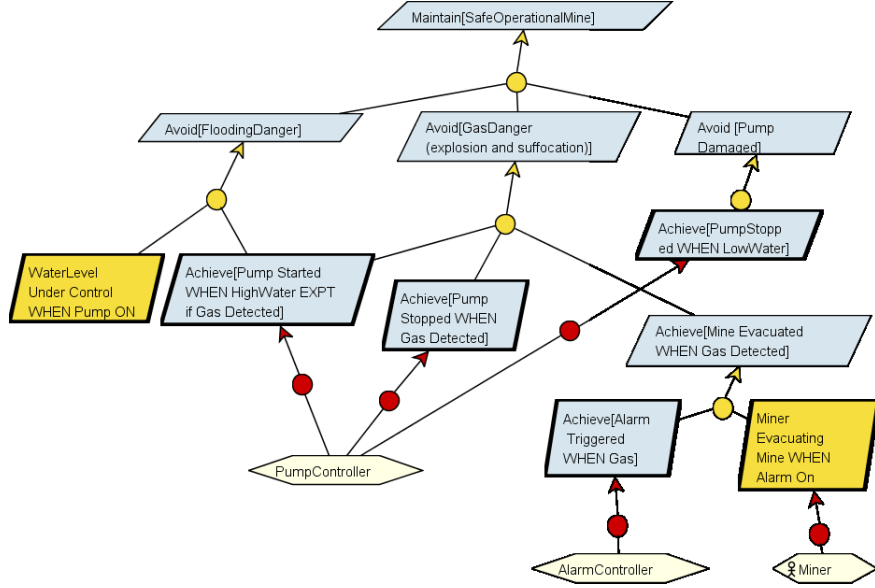 Maintain[SafeOperationalMine]
Avoid[FloodingDanger]
Avoid[GasDanger
(explosion and suffocation)]
Avoid [Pump
Damaged]
WaterLevel
Under Control
WHEN Pump ON
Achieve[Pump Started
WHEN HighWater EXPT
if Gas Detected]
Achieve[Pump
Stopped WHEN
Gas Detected]
Achieve[PumpStopp
ed WHEN LowWater]
Achieve[Mine Evacuated
WHEN Gas Detected]
Achieve[Alarm
Triggered
WHEN Gas]
Miner
Evacuating
Mine WHEN
Alarm On
PumpController
AlarmController
Miner